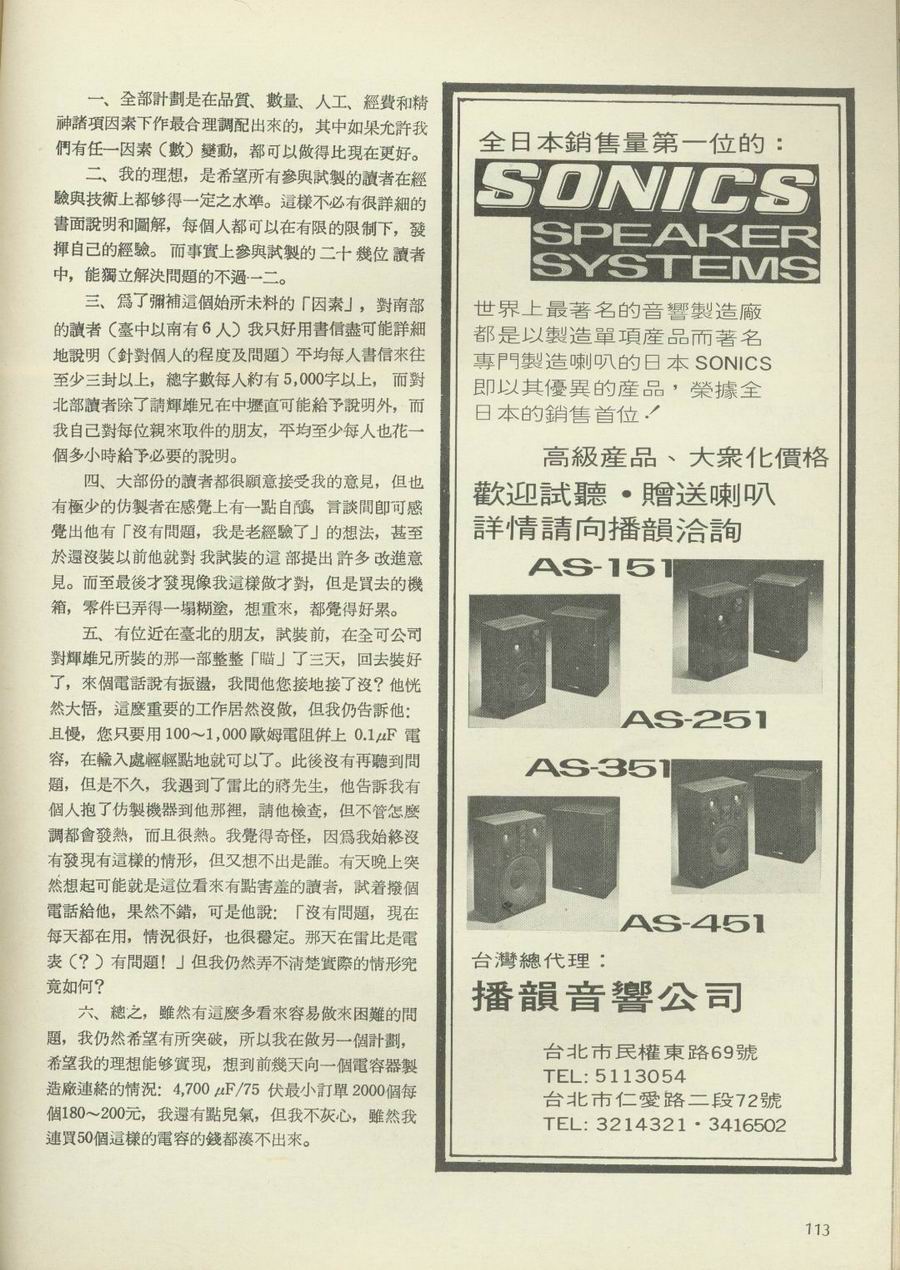 一、全部計劃是在品質、數量、人工、經費和精
神諸項因素下作最合理調配出來的，其中如果允許我
們有任一因素（數）變動，都可以做得比現在更好。
二、我的理想，是希望所有參與試製的讀者在經
驗與技術上都够得一定之水準。這樣不必有很詳細的
書面說明和圖解，每個人都可以在有限的限制下，發
揮自己的經驗。而事實上參與試製的二十幾位讀者
中，能獨立解決問題的不過一二。
三、爲了彌補這個始所未料的「因素」，對南部
的讀者（臺中以南有6人）我只好用書信盡可能詳細
地說明（針對個人的程度及問題）平均每人書信來往
至少三封以上，總字數每人約有5,000字以上，而對
北部讀者除了請輝雄兄在中壢直可能給予說明外，而
我自己對每位親來取件的朋友，平均至少每人也花一
個多小時給予必要的說明。
四、大部份的讀者都很願意接受我的意見，但也
有極少的仿製者在感覺上有一點自釀，言談間卽可感
覺出他有「沒有問題，我是老經驗了」的想法，甚至
於還沒裝以前他就對我試裝的這部提出許多改進意
見。而至最後才發現像我這樣做才對，但是買去的機
箱，零件已弄得一塌糊塗，想重來，都覺得好累。
五、有位近在臺北的朋友，試裝前，在全可公司
對輝雄兄所裝的那一部整整「瞄」了三天，回去裝好
了，來個電話說有振盪，我問他您接地接了沒？他恍
然大悟，這麼重要的工作居然沒做，但我仍告訴他：
且慢，您只要用100～1,000歐姆電阻併上 0.1μF 電
容，在輸入處輕輕點地就可以了。此後沒有再聽到問
題，但是不久，我遇到了雷比的蔣先生，他告訴我有
個人抱了仿製機器到他那裡，請他檢查，但不管怎麼
調都會發熱，而且很熱。我覺得奇怪，因爲我始終沒
有發現有這樣的情形，但又想不出是誰。有天晚上突
然想起可能就是這位看來有點害羞的讀者，試着撥個
電話給他，果然不錯，可是他說：「沒有問題，現在
每天都在用，情況很好，也很穩定。那天在雷比是電
表（？）有問題！」但我仍然弄不清楚實際的情形究
竟如何？
六、總之，雖然有這麼多看來容易做來困難的問
題，我仍然希望有所突破，所以我在做另一個計劃，
希望我的理想能够實現，想到前幾天向一個電容器製
造廠連絡的情況：4,700 μF/75 伏最小訂單2000個每
個180～200元，我還有點兒氣，但我不灰心，雖然我
連買50個這樣的電容的錢都湊不出來。
全日本銷售量第一位的：
SONICS
SPEAKER
SYSTEMS
世界上最著名的音響製造廠
都是以製造單項產品而著名
專門製造喇叭的日本 SONICS
即以其優異的產品，榮據全
日本的銷售首位！
高級產品、大衆化價格
歡迎試聽•贈送喇叭
詳情請向播韻洽詢
AS-151
AS-251
AS-351
AS-451
台灣總代理：
播韻音響公司
台北市民權東路69號
TEL: 5113054
台北市仁愛路二段72號
TEL: 3214321・3416502
113